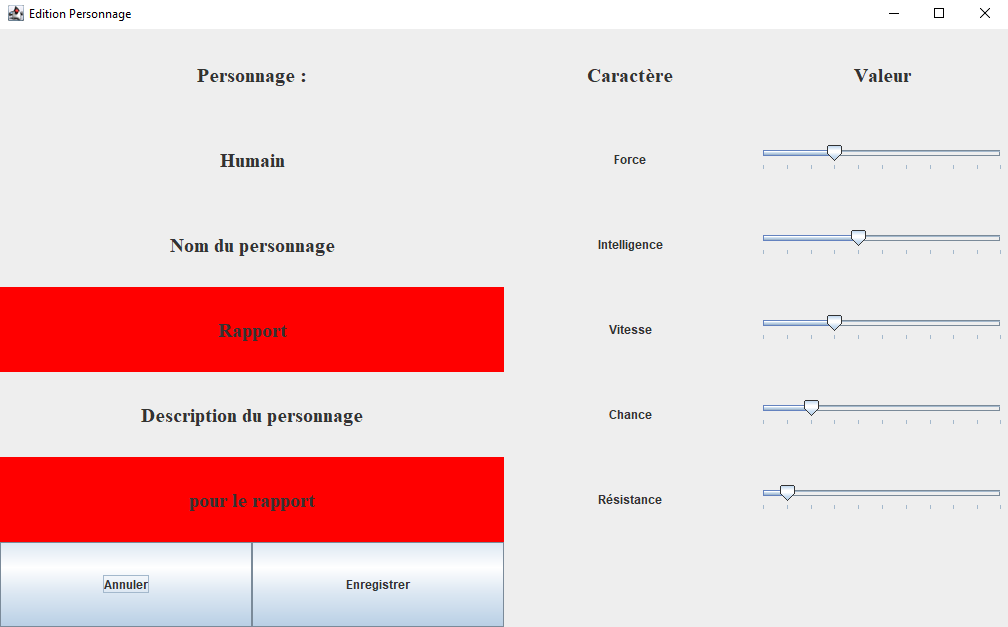 Edition Personnage
Personnage :
Caractère
Valeur
Humain
Force
Nom du personnage
Intelligence
Rapport
Vitesse
Description du personnage
Chance
pour le rapport
Résistance
Annuler
Enregistrer